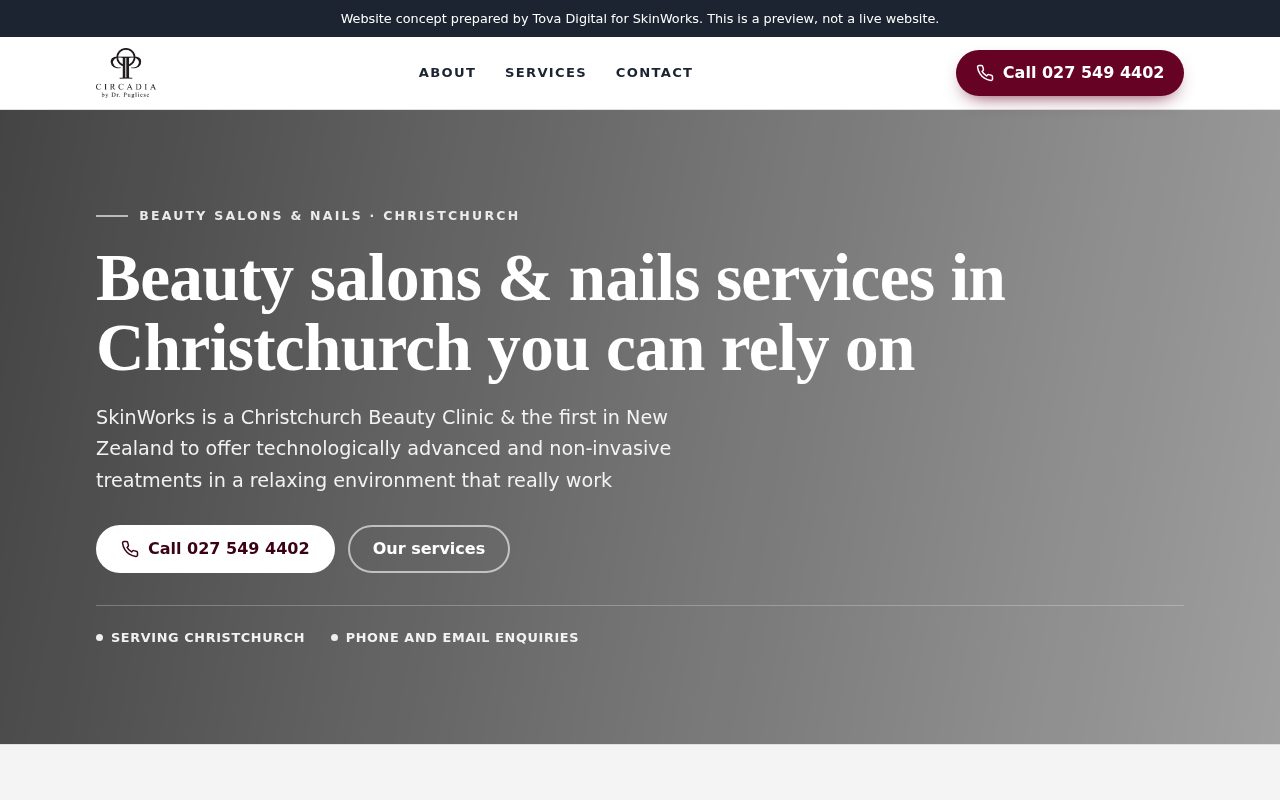 Website concept prepared by Tova Digital for SkinWorks. This is a preview, not a live website.
CIRCADIA
by Dr. Pugliese
ABOUT
SERVICES
CONTACT
Call 027 549 4402
BEAUTY SALONS & NAILS · CHRISTCHURCH
Beauty salons & nails services in
Christchurch you can rely on
SkinWorks is a Christchurch Beauty Clinic & the first in New
Zealand to offer technologically advanced and non-invasive
treatments in a relaxing environment that really work
Call 027 549 4402
Our services
SERVING CHRISTCHURCH
PHONE AND EMAIL ENQUIRIES